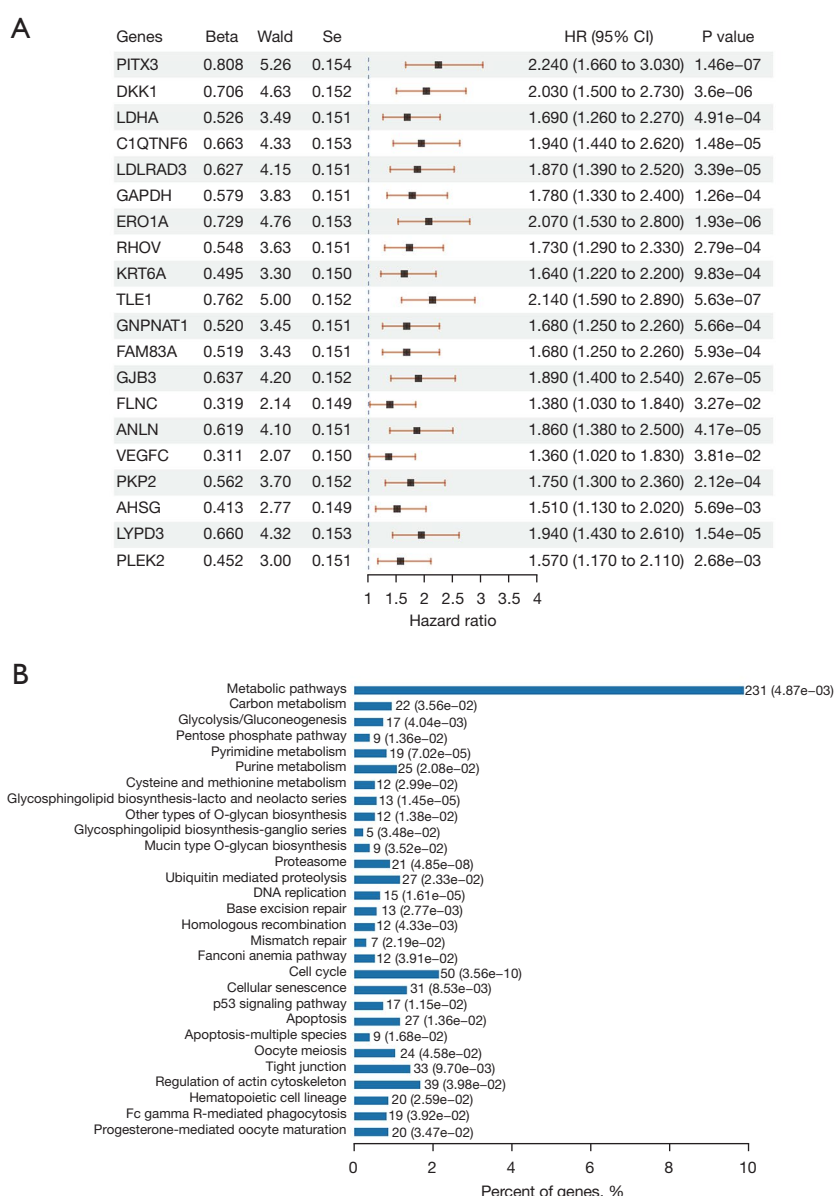 A
Genes Beta Wald Se HR (95% CI) P value
PITX3 0.808 5.26 0.154 2.240 (1.660 to 3.030) 1.46e−07
DKK1 0.706 4.63 0.152 2.030 (1.500 to 2.730) 3.6e−06
LDHA 0.526 3.49 0.151 1.690 (1.260 to 2.270) 4.91e−04
C1QTNF6 0.663 4.33 0.153 1.940 (1.440 to 2.620) 1.48e−05
LDLRAD3 0.627 4.15 0.151 1.870 (1.390 to 2.520) 3.39e−05
GAPDH 0.579 3.83 0.151 1.780 (1.330 to 2.400) 1.26e−04
ERO1A 0.729 4.76 0.153 2.070 (1.530 to 2.800) 1.93e−06
RHOV 0.548 3.63 0.151 1.730 (1.290 to 2.330) 2.79e−04
KRT6A 0.495 3.30 0.150 1.640 (1.220 to 2.200) 9.83e−04
TLE1 0.762 5.00 0.152 2.140 (1.590 to 2.890) 5.63e−07
GNPNAT1 0.520 3.45 0.151 1.680 (1.250 to 2.260) 5.66e−04
FAM83A 0.519 3.43 0.151 1.680 (1.250 to 2.260) 5.93e−04
GJB3 0.637 4.20 0.152 1.890 (1.400 to 2.540) 2.67e−05
FLNC 0.319 2.14 0.149 1.380 (1.030 to 1.840) 3.27e−02
ANLN 0.619 4.10 0.151 1.860 (1.380 to 2.500) 4.17e−05
VEGFC 0.311 2.07 0.150 1.360 (1.020 to 1.830) 3.81e−02
PKP2 0.562 3.70 0.152 1.750 (1.300 to 2.360) 2.12e−04
AHSG 0.413 2.77 0.149 1.510 (1.130 to 2.020) 5.69e−03
LYPD3 0.660 4.32 0.153 1.940 (1.430 to 2.610) 1.54e−05
PLEK2 0.452 3.00 0.151 1.570 (1.170 to 2.110) 2.68e−03
1 1.5 2 2.5 3 3.5 4
Hazard ratio
B
Metabolic pathways 231 (4.87e−03)
Carbon metabolism 22 (3.56e−02)
Glycolysis/Gluconeogenesis 17 (4.04e−03)
Pentose phosphate pathway 9 (1.36e−02)
Pyrimidine metabolism 19 (7.02e−05)
Purine metabolism 25 (2.08e−02)
Cysteine and methionine metabolism 12 (2.99e−02)
Glycosphingolipid biosynthesis-lacto and neolacto series 13 (1.45e−05)
Other types of O-glycan biosynthesis 12 (1.38e−02)
Glycosphingolipid biosynthesis-ganglio series 5 (3.48e−02)
Mucin type O-glycan biosynthesis 9 (3.52e−02)
Proteasome 21 (4.85e−08)
Ubiquitin mediated proteolysis 27 (2.33e−02)
DNA replication 15 (1.61e−05)
Base excision repair 13 (2.77e−03)
Homologous recombination 12 (4.33e−03)
Mismatch repair 7 (2.19e−02)
Fanconi anemia pathway 12 (3.91e−02)
Cell cycle 50 (3.56e−10)
Cellular senescence 31 (8.53e−03)
p53 signaling pathway 17 (1.15e−02)
Apoptosis 27 (1.36e−02)
Apoptosis-multiple species 9 (1.68e−02)
Oocyte meiosis 24 (4.58e−02)
Tight junction 33 (9.70e−03)
Regulation of actin cytoskeleton 39 (3.98e−02)
Hematopoietic cell lineage 20 (2.59e−02)
Fc gamma R-mediated phagocytosis 19 (3.92e−02)
Progesterone-mediated oocyte maturation 20 (3.47e−02)
0 2 4 6 8 10
Percent of genes, %